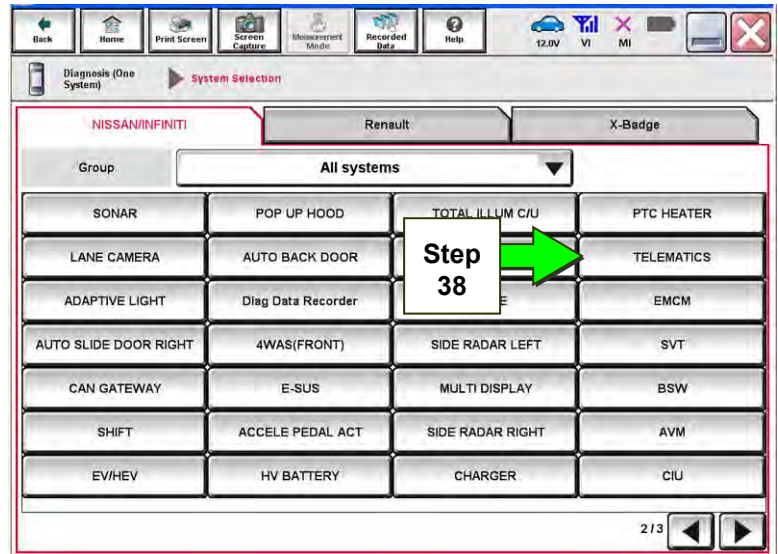 Back
Home
Print Screen
Screen Capture
Measurement Mode
Recorded Data
Help
12.0V
VI
MI
Diagnosis (One System)
System Selection
NISSAN/INFINITI
Renault
X-Badge
Group
All systems
SONAR
POP UP HOOD
TOTAL ILLUM C/U
PTC HEATER
LANE CAMERA
AUTO BACK DOOR
Step 38
TELEMATICS
ADAPTIVE LIGHT
Diag Data Recorder
EMCM
AUTO SLIDE DOOR RIGHT
4WAS(FRONT)
SIDE RADAR LEFT
SVT
CAN GATEWAY
E-SUS
MULTI DISPLAY
BSW
SHIFT
ACCELE PEDAL ACT
SIDE RADAR RIGHT
AVM
EV/HEV
HV BATTERY
CHARGER
CIU
2/3